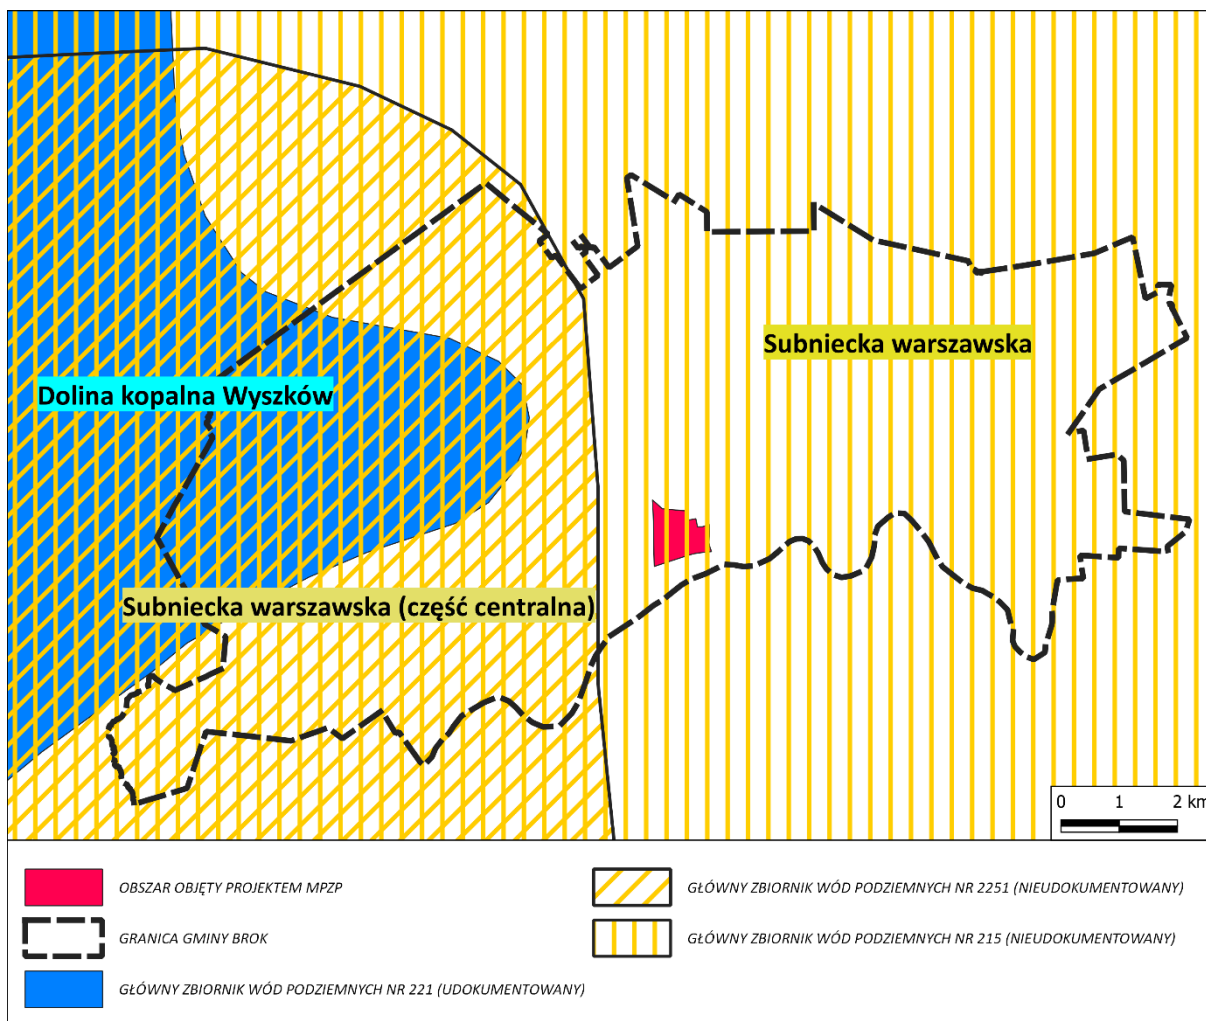 Subniecka warszawska
Dolina kopalna Wyszków
Subniecka warszawska (część centralna)
0 1 2 km
OBSZAR OBJĘTY PROJEKTEM MPZP
GRANICA GMINY BROK
GŁÓWNY ZBIORNIK WÓD PODZIEMNYCH NR 221 (UDOKUMENTOWANY)
GŁÓWNY ZBIORNIK WÓD PODZIEMNYCH NR 2251 (NIEUDOKUMENTOWANY)
GŁÓWNY ZBIORNIK WÓD PODZIEMNYCH NR 215 (NIEUDOKUMENTOWANY)